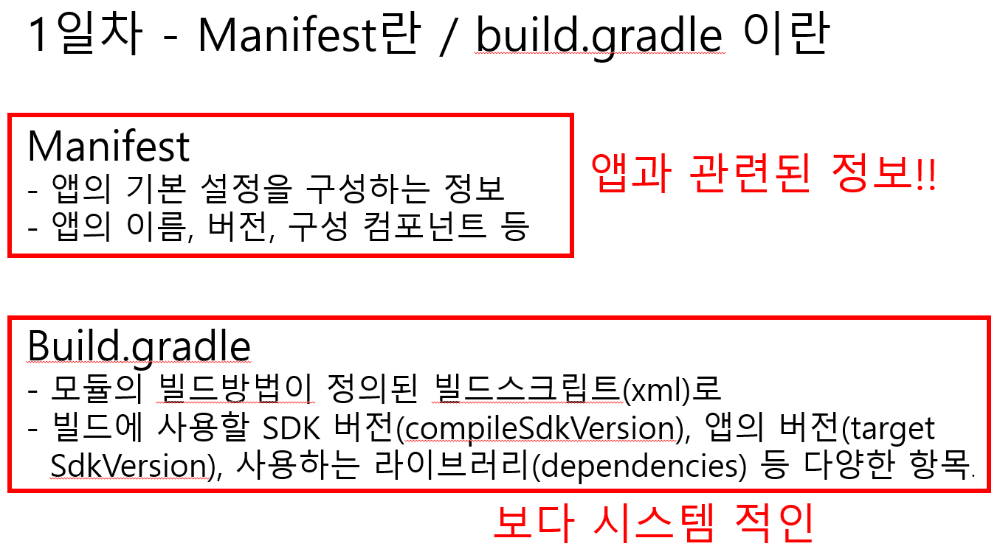 1일차 - Manifest란 / build.gradle 이란
Manifest
- 앱의 기본 설정을 구성하는 정보
- 앱의 이름, 버전, 구성 컴포넌트 등
앱과 관련된 정보!!
Build.gradle
- 모듈의 빌드방법이 정의된 빌드스크립트(xml)로
- 빌드에 사용할 SDK 버전(compileSdkVersion), 앱의 버전(target
SdkVersion), 사용하는 라이브러리(dependencies) 등 다양한 항목.
보다 시스템 적인